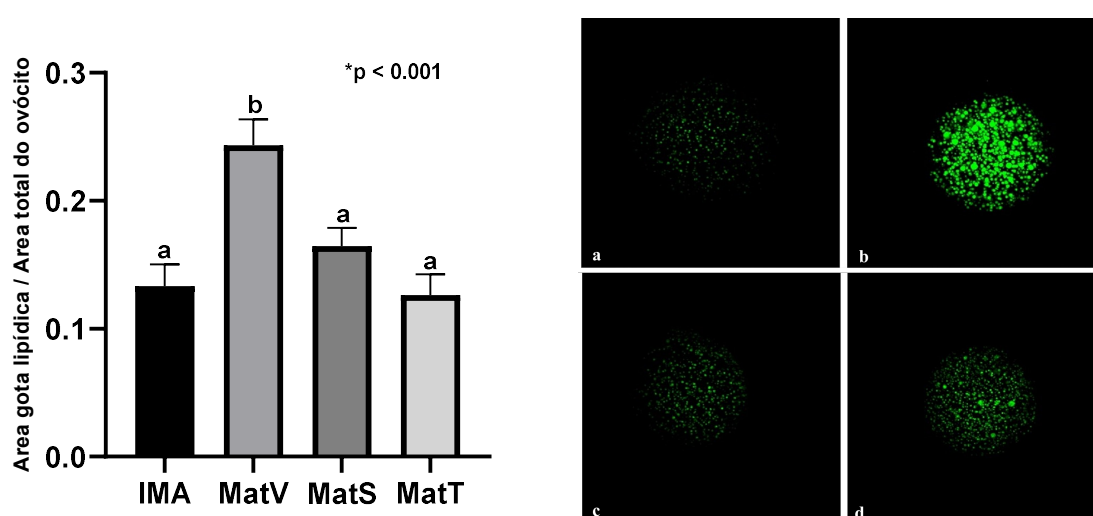 Area gota lipídica / Area total do ovócito
0.3
0.2
0.1
0.0
*p < 0.001
a
b
a
a
IMA MatV MatS MatT
a
b
c
d